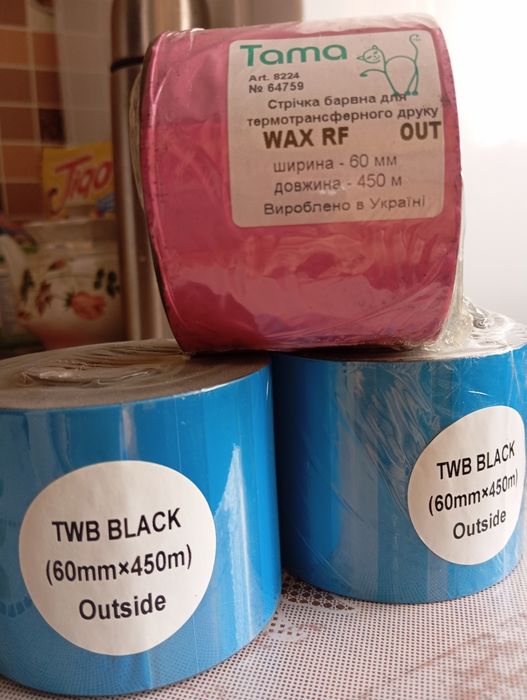 Tama
Art. 8224
№ 64759
Стрічка барвна для
термотрансферного друку
WAX RF OUT
ширина - 60 мм
довжина - 450 м
Вироблено в Україні
TWB BLACK
(60mm×450m)
Outside
TWB BLACK
(60mm×450m)
Outside